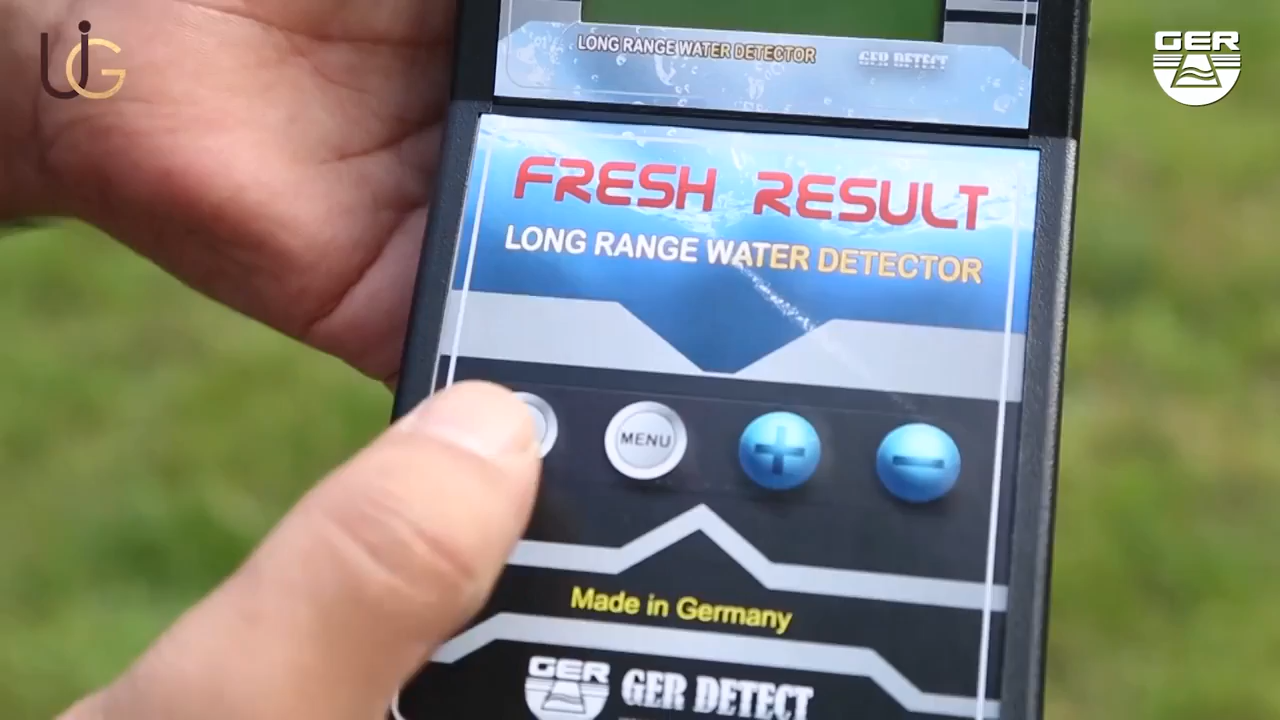 UIG
GER
LONG RANGE WATER DETECTOR
GER DETECT
FRESH RESULT
LONG RANGE WATER DETECTOR
MENU
Made in Germany
GER
GER DETECT